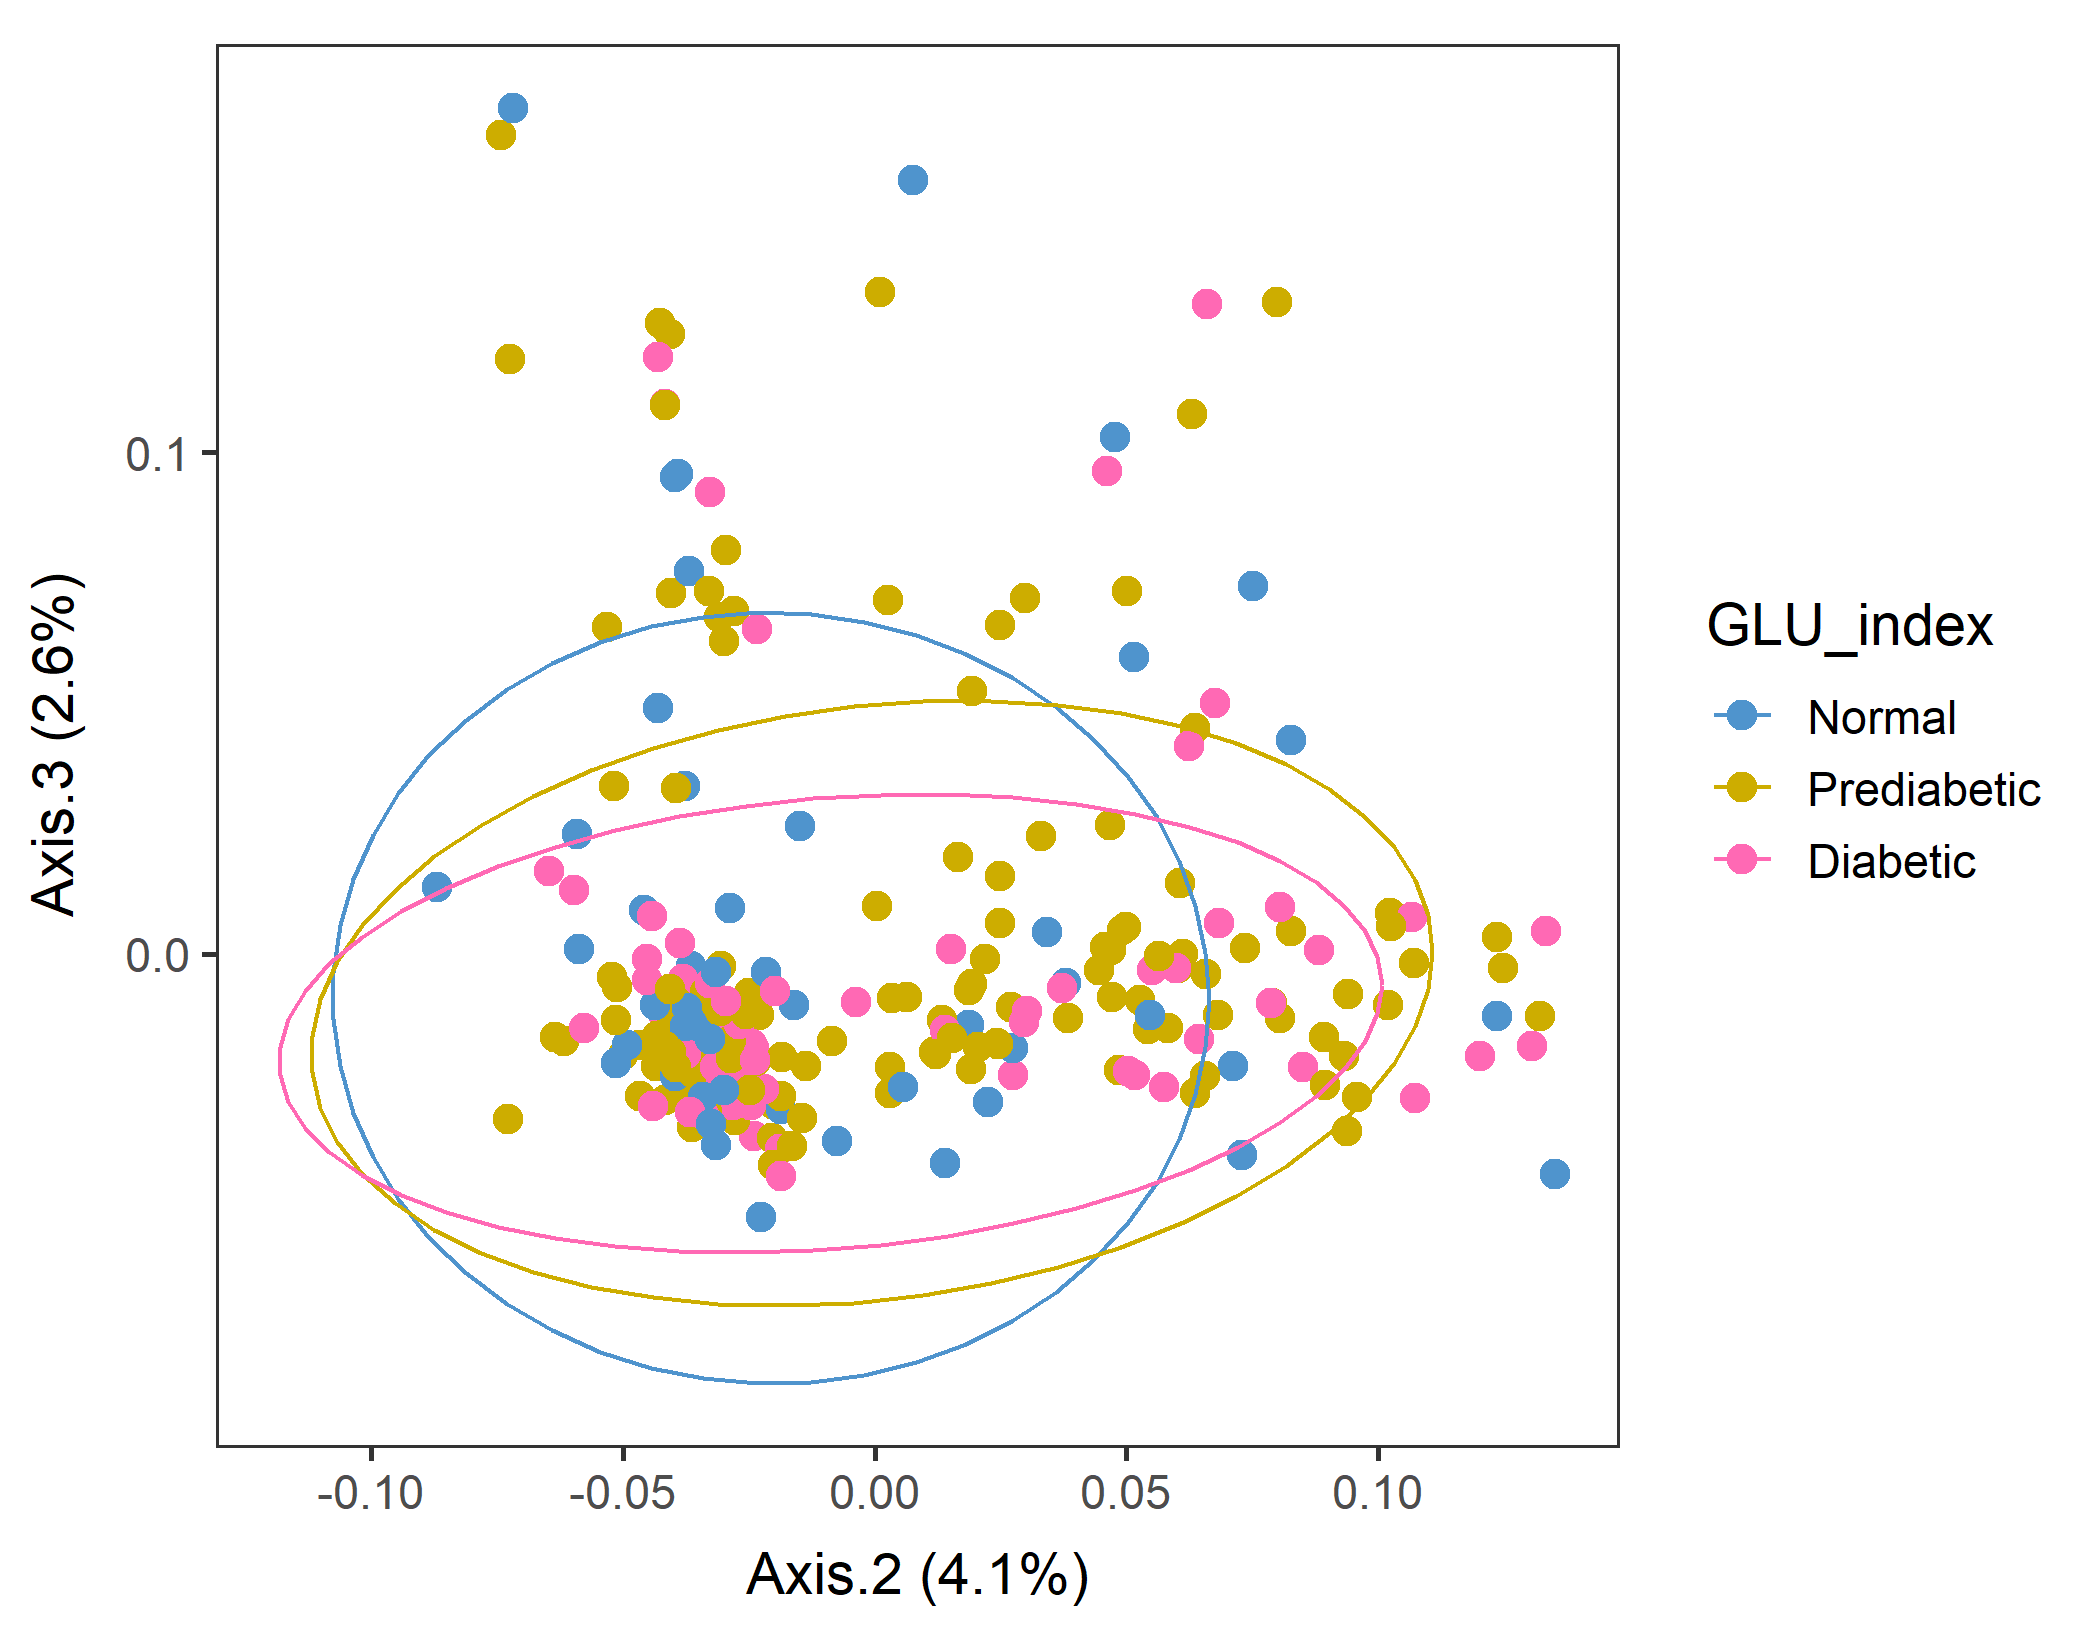 0.1
0.0
Axis.3 (2.6%)
-0.10
-0.05
0.00
0.05
0.10
Axis.2 (4.1%)
GLU_index
Normal
Prediabetic
Diabetic